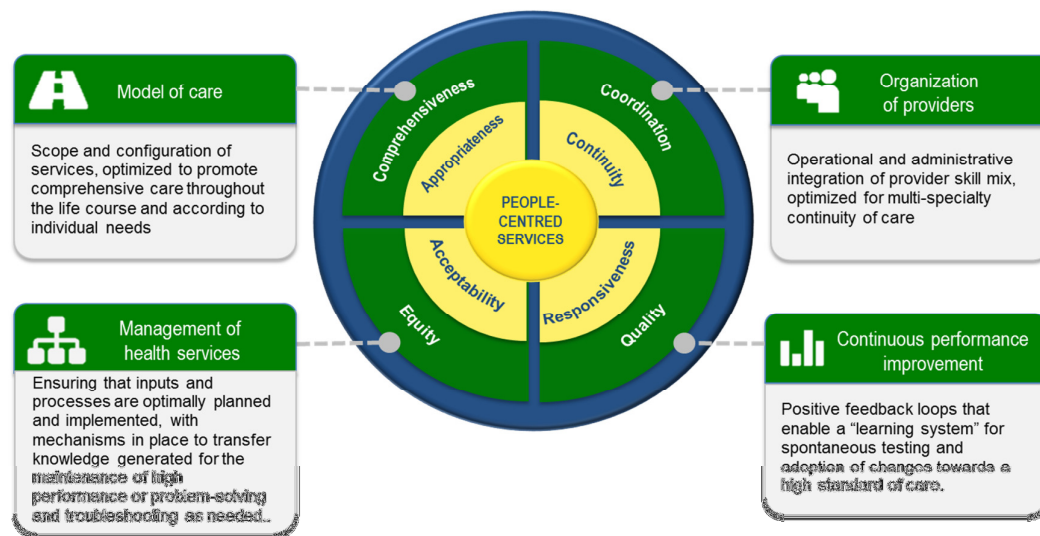 Model of care
Scope and configuration of
services, optimized to promote
comprehensive care throughout
the life course and according to
individual needs
Management of
health services
Ensuring that inputs and
processes are optimally planned
and implemented, with
mechanisms in place to transfer
knowledge generated for the
maintenance of high
performance or problem-solving
and troubleshooting as needed..
Comprehensiveness
Coordination
Appropriateness
Continuity
PEOPLE-
CENTRED
SERVICES
Acceptability
Responsiveness
Equity
Quality
Organization
of providers
Operational and administrative
integration of provider skill mix,
optimized for multi-specialty
continuity of care
Continuous performance
improvement
Positive feedback loops that
enable a “learning system” for
spontaneous testing and
adoption of changes towards a
high standard of care.